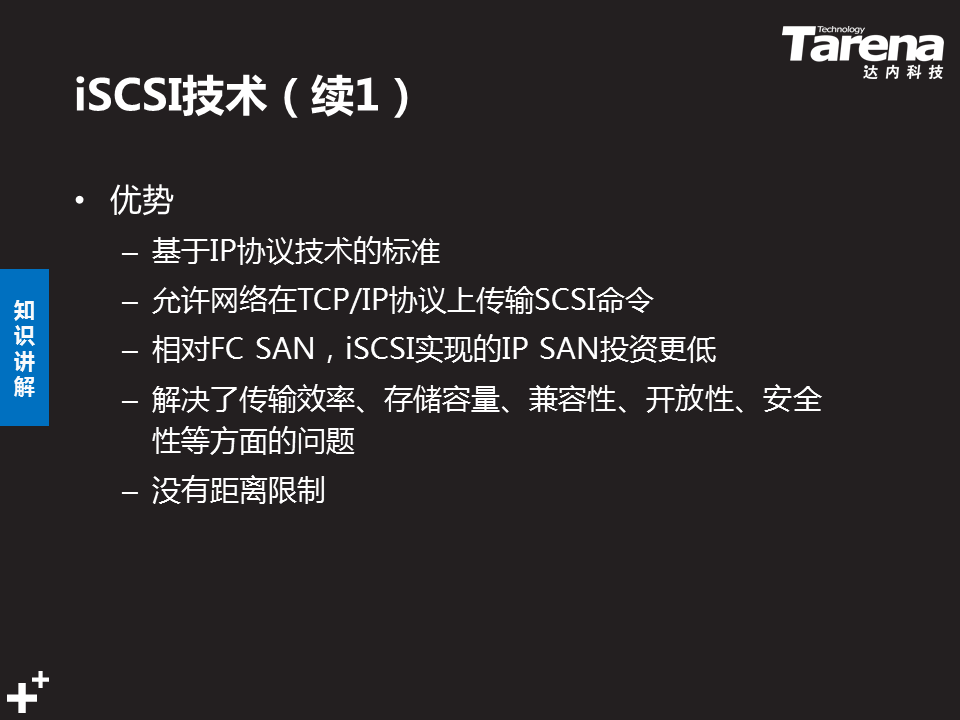 Technology
Tarena
达内科技
iSCSI技术（续1）
• 优势
– 基于IP协议技术的标准
– 允许网络在TCP/IP协议上传输SCSI命令
– 相对FC SAN，iSCSI实现的IP SAN投资更低
– 解决了传输效率、存储容量、兼容性、开放性、安全
性等方面的问题
– 没有距离限制
知
识
讲
解